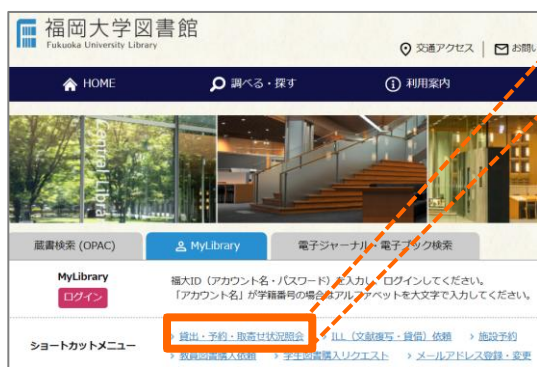 福岡大学図書館
Fukuoka University Library
交通アクセス
お問い
HOME
調べる・探す
利用案内
Central Libra
蔵書検索 (OPAC)
MyLibrary
電子ジャーナル・電子ブック検索
MyLibrary
ログイン
福大ID（アカウント名・パスワード）を入力し、ログインしてください。
「アカウント名」が学籍番号の場合はアルファベットを大文字で入力してください。
ショートカットメニュー
> 貸出・予約・取寄せ状況照会
ILL（文献複写・貸借）依頼
> 施設予約
> 教員図書購入依頼
> 学生図書購入リクエスト
> メールアドレス登録・変更